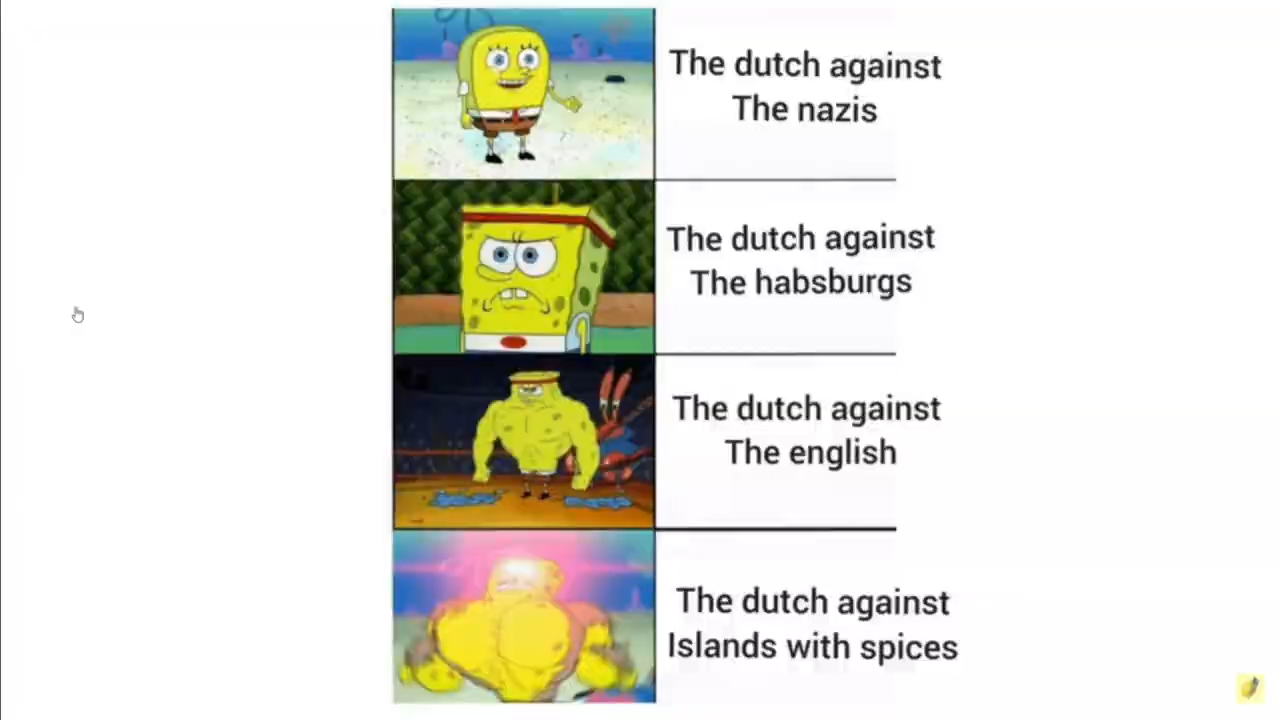 The dutch against
The nazis
The dutch against
The habsburgs
The dutch against
The english
The dutch against
Islands with spices